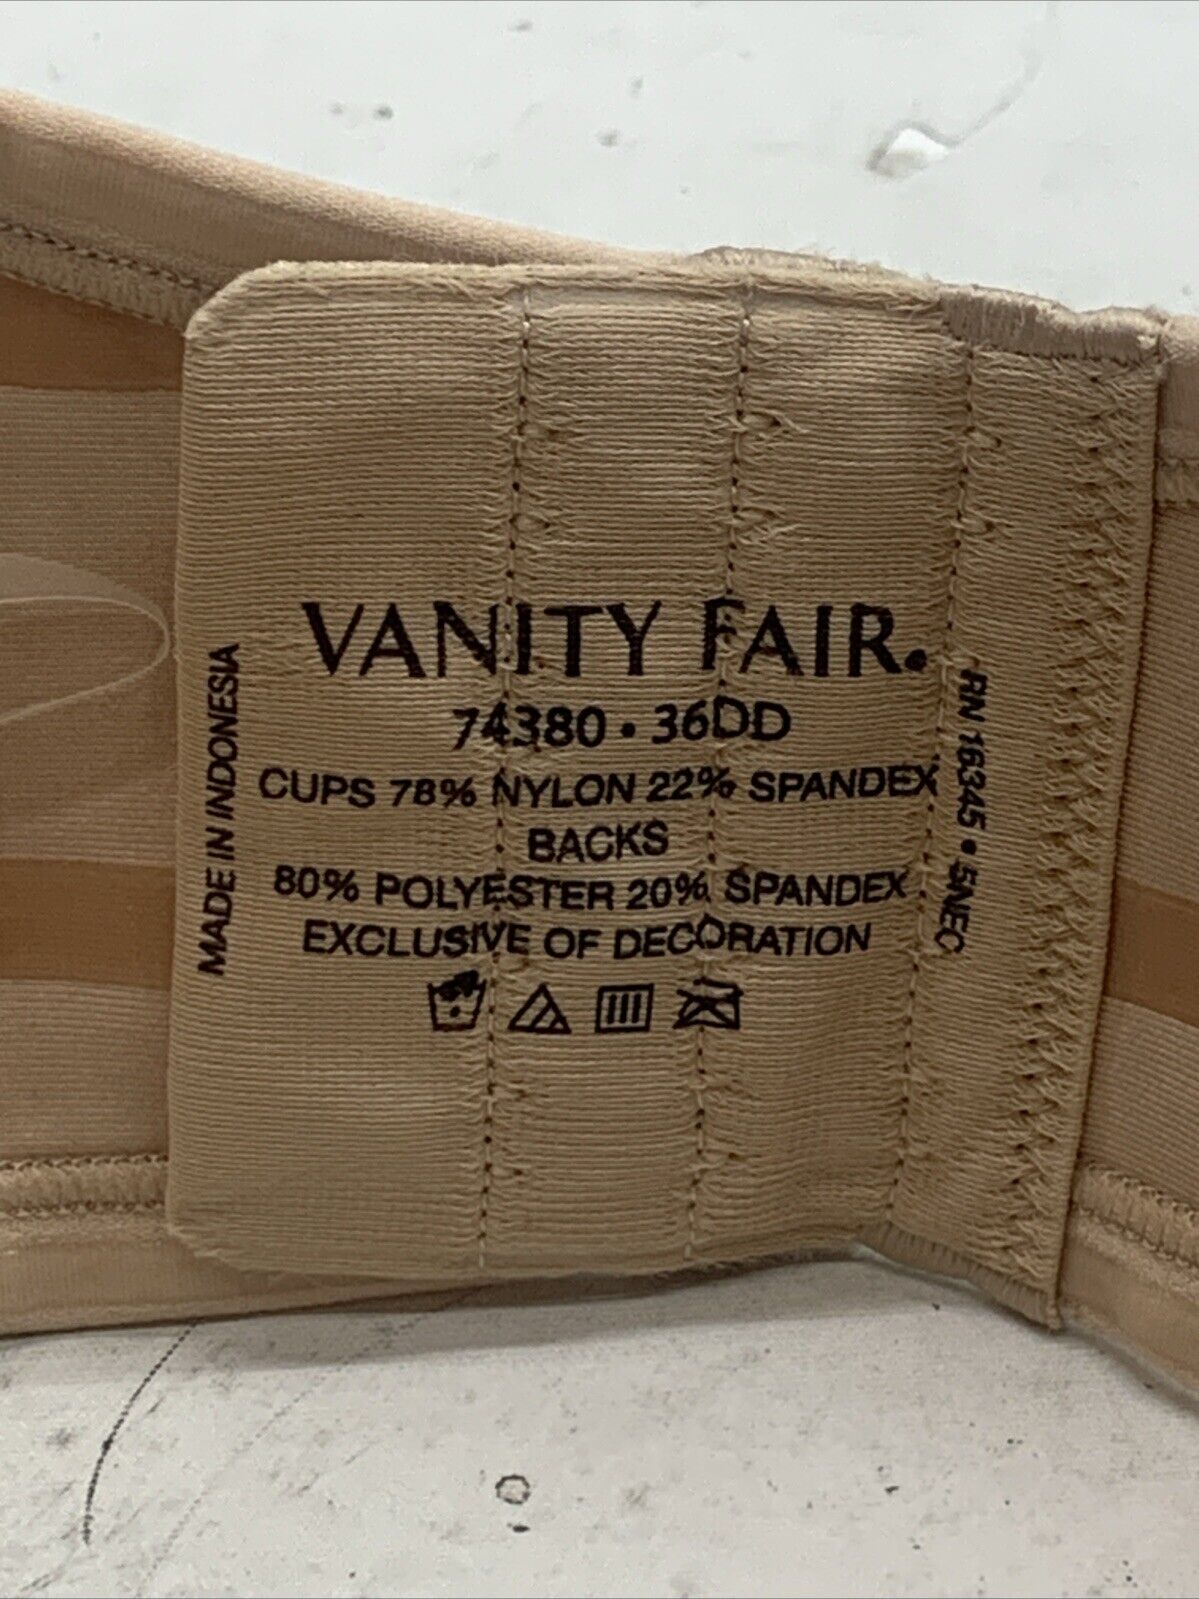 VANITY FAIR.
74380 • 36DD
CUPS 78% NYLON 22% SPANDEX
BACKS
80% POLYESTER 20% SPANDEX
EXCLUSIVE OF DECORATION
MADE IN INDONESIA
RN 16345 • 5NEC